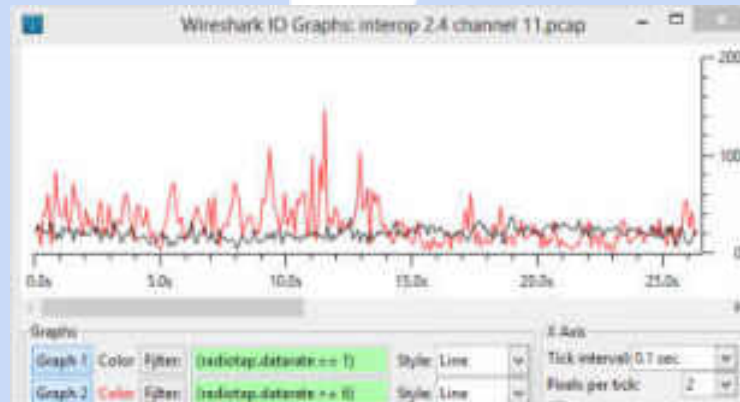 Wireshark IO Graphs: interop 2.4 channel 11.pcap
200
100
0
0.0s 5.0s 10.0s 15.0s 20.0s 25.0s
Graphs
X Axis
Graph 1 Color Filter: (radiotap.datarate == 1) Style: Line
Tick interval: 0.1 sec
Graph 2 Color Filter: (radiotap.datarate Style: Line
Pixels per tick: 2